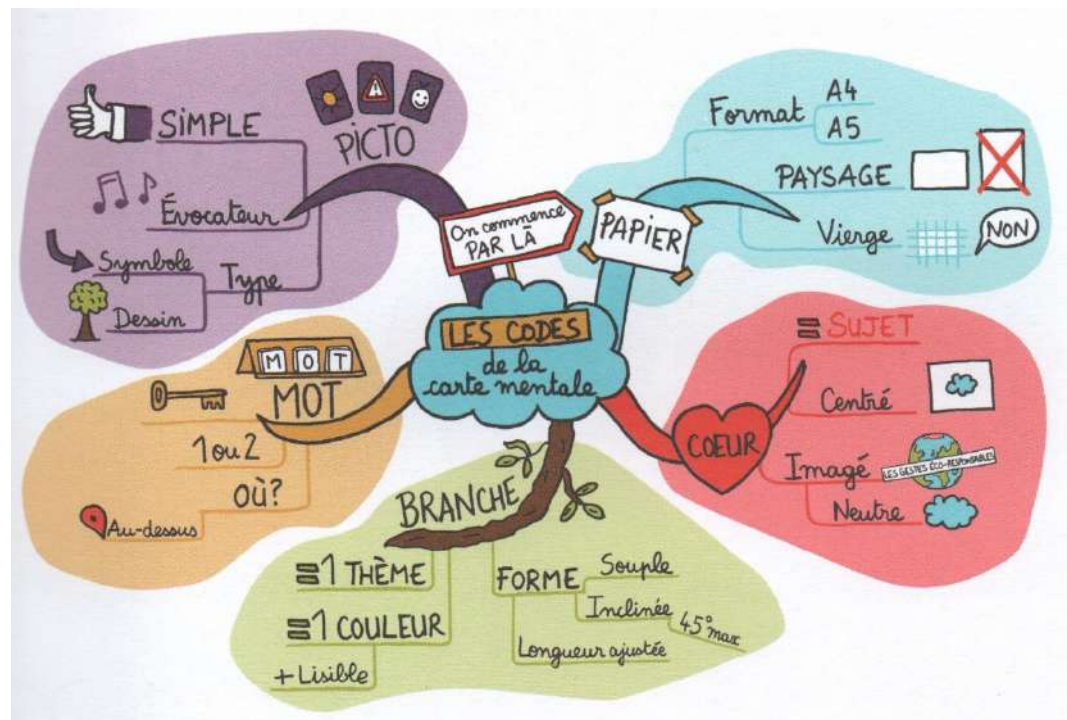 LES CODES
de la
carte mentale
On commence
PAR LÀ
PAPIER
Format
A4
A5
PAYSAGE
Vierge
NON
COEUR
= SUJET
Centré
Imagé
LES GESTES ÉCO-RESPONSABLES
Neutre
BRANCHE
=1 THÈME
=1 COULEUR
+ Lisible
FORME
Souple
Inclinée
45° max
Longueur ajustée
MOT
MOT
1 ou 2
OÙ?
Au-dessus
PICTO
SIMPLE
Évocateur
Type
Symbole
Dessin